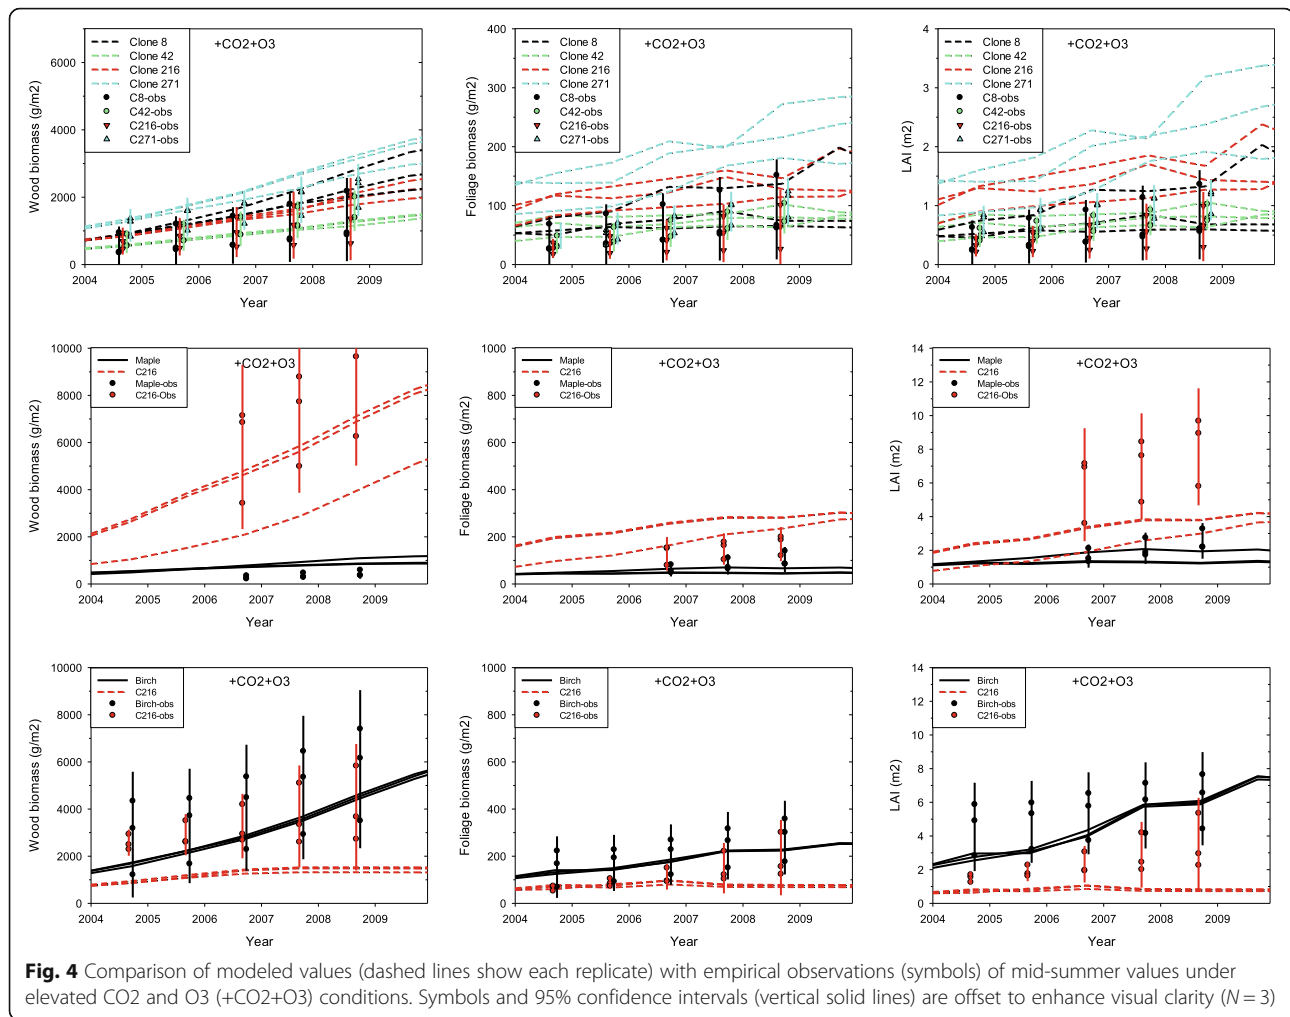 +CO2+O3
Wood biomass (g/m2)
6000
4000
2000
0
Clone 8
Clone 42
Clone 216
Clone 271
C8-obs
C42-obs
C216-obs
C271-obs
2004 2005 2006 2007 2008 2009
Year
+CO2+O3
Foliage biomass (g/m2)
400
300
200
100
0
Clone 8
Clone 42
Clone 216
Clone 271
C8-obs
C42-obs
C216-obs
C271-obs
2004 2005 2006 2007 2008 2009
Year
+CO2+O3
LAI (m2)
4
3
2
1
0
Clone 8
Clone 42
Clone 216
Clone 271
C8-obs
C42-obs
C216-obs
C271-obs
2004 2005 2006 2007 2008 2009
Year
+CO2+O3
Wood biomass (g/m2)
10000
8000
6000
4000
2000
0
Maple
C216
Maple-obs
C216-Obs
2004 2005 2006 2007 2008 2009
Year
+CO2+O3
Foliage biomass (g/m2)
1000
800
600
400
200
0
Maple
C216
Maple-obs
C216-Obs
2004 2005 2006 2007 2008 2009
Year
+CO2+O3
LAI (m2)
14
12
10
8
6
4
2
0
Maple
C216
Maple-obs
C216-Obs
2004 2005 2006 2007 2008 2009
Year
+CO2+O3
Wood biomass (g/m2)
10000
8000
6000
4000
2000
0
Birch
C216
Birch-obs
C216-obs
2004 2005 2006 2007 2008 2009
Year
+CO2+O3
Foliage biomass (g/m2)
1000
800
600
400
200
0
Birch
C216
Birch-obs
C216-obs
2004 2005 2006 2007 2008 2009
Year
+CO2+O3
LAI (m2)
14
12
10
8
6
4
2
0
Birch
C216
Birch-obs
C216-obs
2004 2005 2006 2007 2008 2009
Year
Fig. 4 Comparison of modeled values (dashed lines show each replicate) with empirical observations (symbols) of mid-summer values under
elevated CO2 and O3 (+CO2+O3) conditions. Symbols and 95% confidence intervals (vertical solid lines) are offset to enhance visual clarity (N = 3)